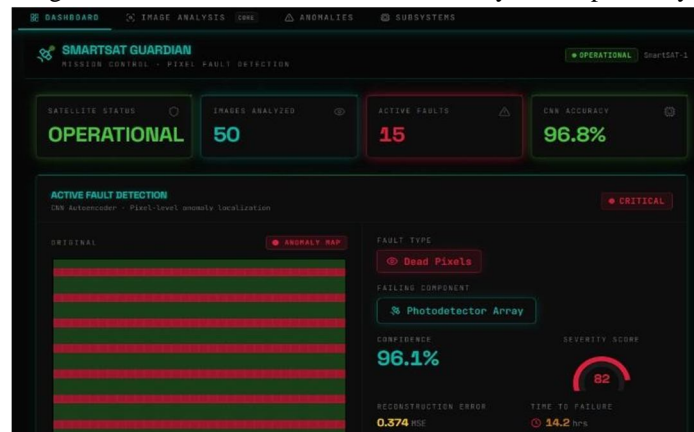 DASHBOARD IMAGE ANALYSIS CORE ANOMALIES SUBSYSTEMS
SMARTSAT GUARDIAN
MISSION CONTROL · PIXEL FAULT DETECTION
OPERATIONAL SmartSAT-1
SATELLITE STATUS
OPERATIONAL
IMAGES ANALYZED
50
ACTIVE FAULTS
15
CNN ACCURACY
96.8%
ACTIVE FAULT DETECTION
CNN Autoencoder · Pixel-level anomaly localization
CRITICAL
ORIGINAL
ANOMALY MAP
FAULT TYPE
Dead Pixels
FAILING COMPONENT
Photodetector Array
CONFIDENCE
96.1%
SEVERITY SCORE
82
RECONSTRUCTION ERROR
0.374 MSE
TIME TO FAILURE
14.2 hrs